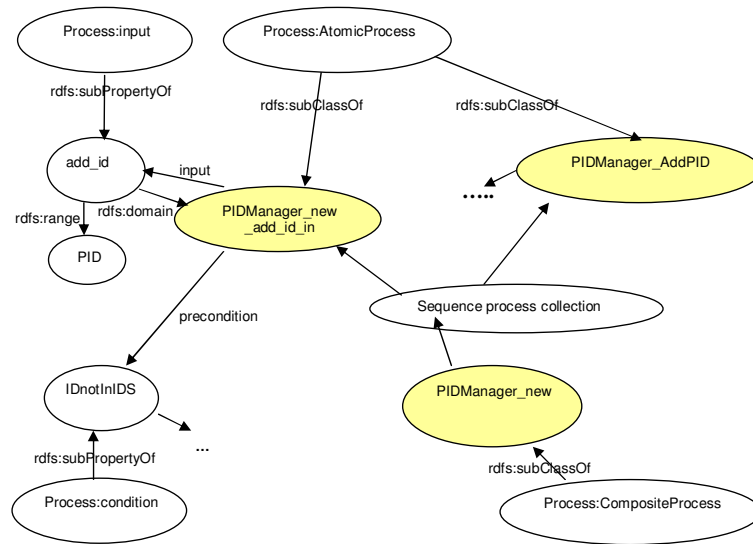 Process:input
Process:AtomicProcess
rdfs:subPropertyOf
rdfs:subClassOf
rdfs:subClassOf
add_id
input
PIDManager_AddPID
.....
rdfs:range
rdfs:domain
PIDManager_new
_add_id_in
PID
Sequence process collection
precondition
IDnotInIDS
PIDManager_new
...
rdfs:subPropertyOf
rdfs:subClassOf
Process:condition
Process:CompositeProcess